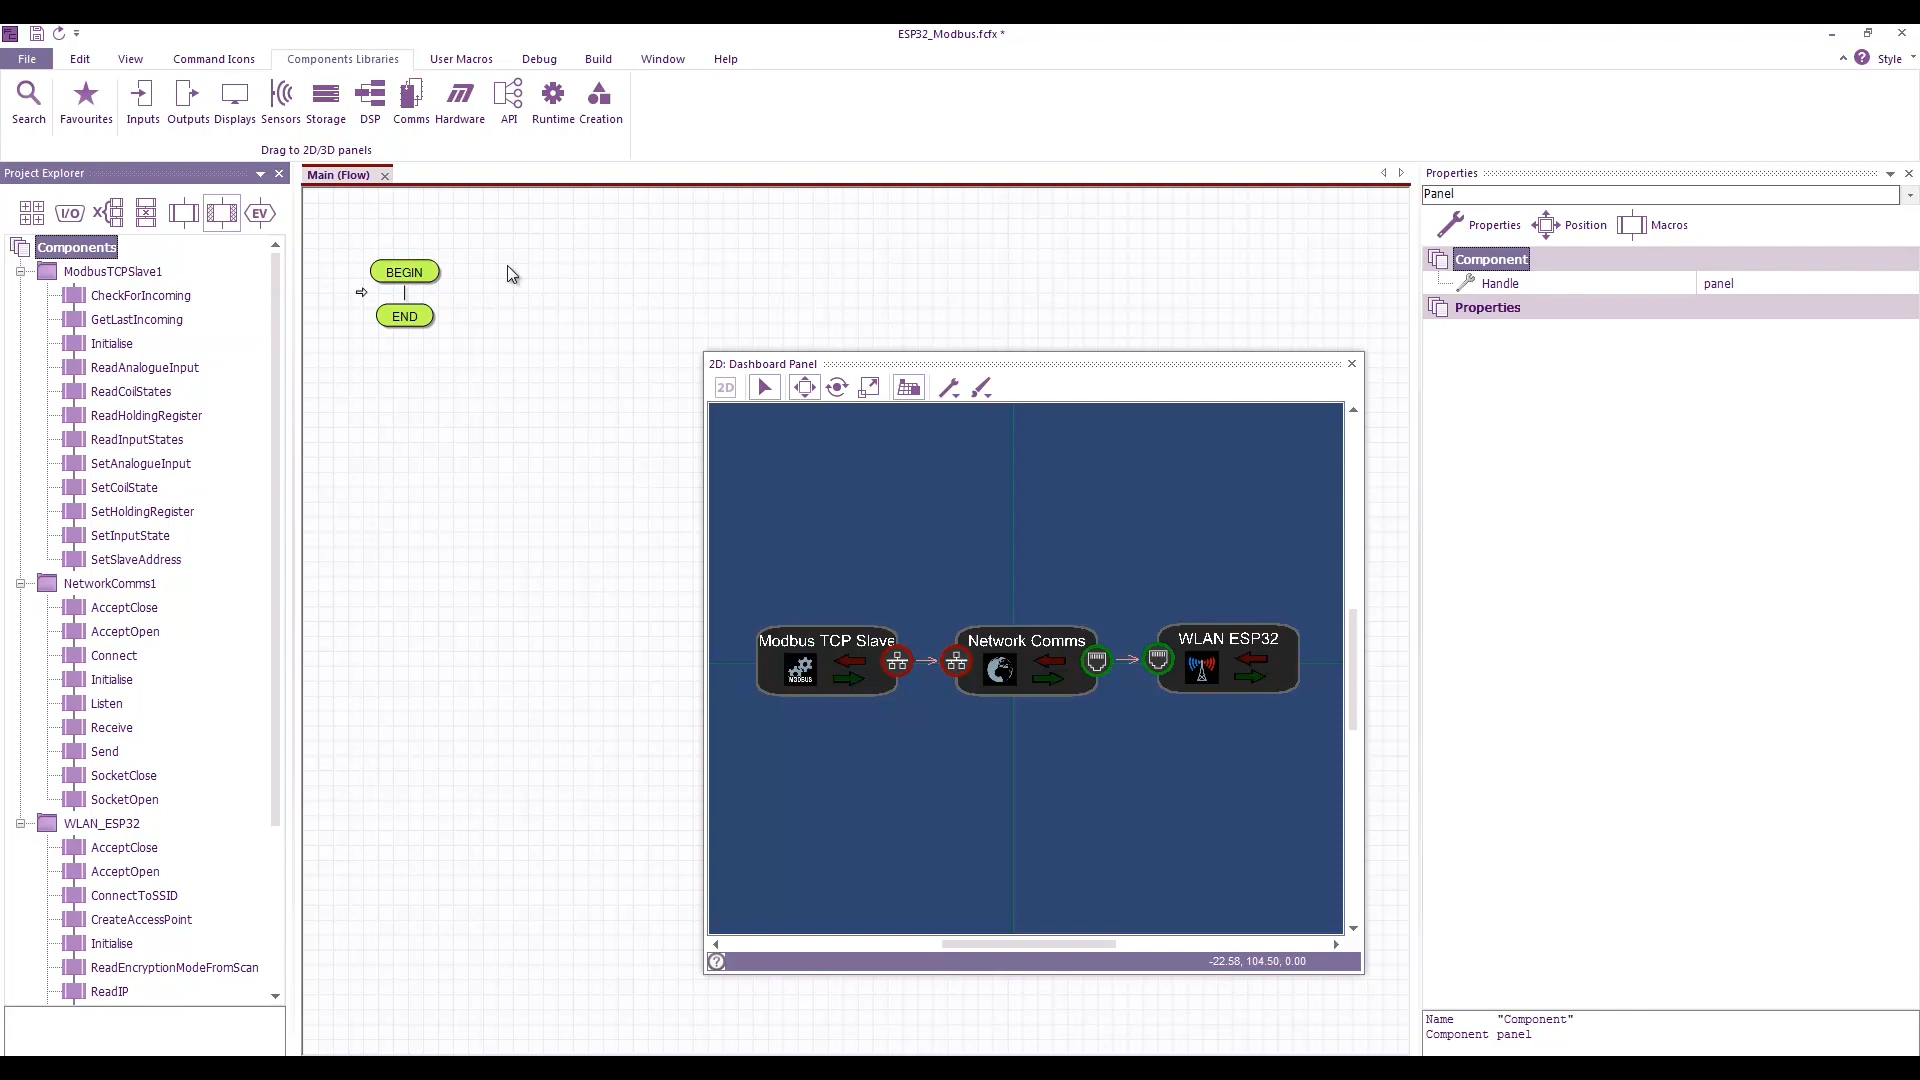 ESP32_Modbus.fcfx *
File Edit View Command Icons Components Libraries User Macros Debug Build Window Help Style
Search Favourites Inputs Outputs Displays Sensors Storage DSP Comms Hardware API Runtime Creation
Drag to 2D/3D panels
Project Explorer
I/O X EV
Components
ModbusTCPSlave1
CheckForIncoming
GetLastIncoming
Initialise
ReadAnalogueInput
ReadCoilStates
ReadHoldingRegister
ReadInputStates
SetAnalogueInput
SetCoilState
SetHoldingRegister
SetInputState
SetSlaveAddress
NetworkComms1
AcceptClose
AcceptOpen
Connect
Initialise
Listen
Receive
Send
SocketClose
SocketOpen
WLAN_ESP32
AcceptClose
AcceptOpen
ConnectToSSID
CreateAccessPoint
Initialise
ReadEncryptionModeFromScan
ReadIP
Main (Flow)
BEGIN
END
2D: Dashboard Panel
2D
Modbus TCP Slave
MODBUS
Network Comms
WLAN ESP32
-22.58, 104.50, 0.00
Properties
Panel
Properties Position Macros
Component
Handle panel
Properties
Name "Component"
Component panel